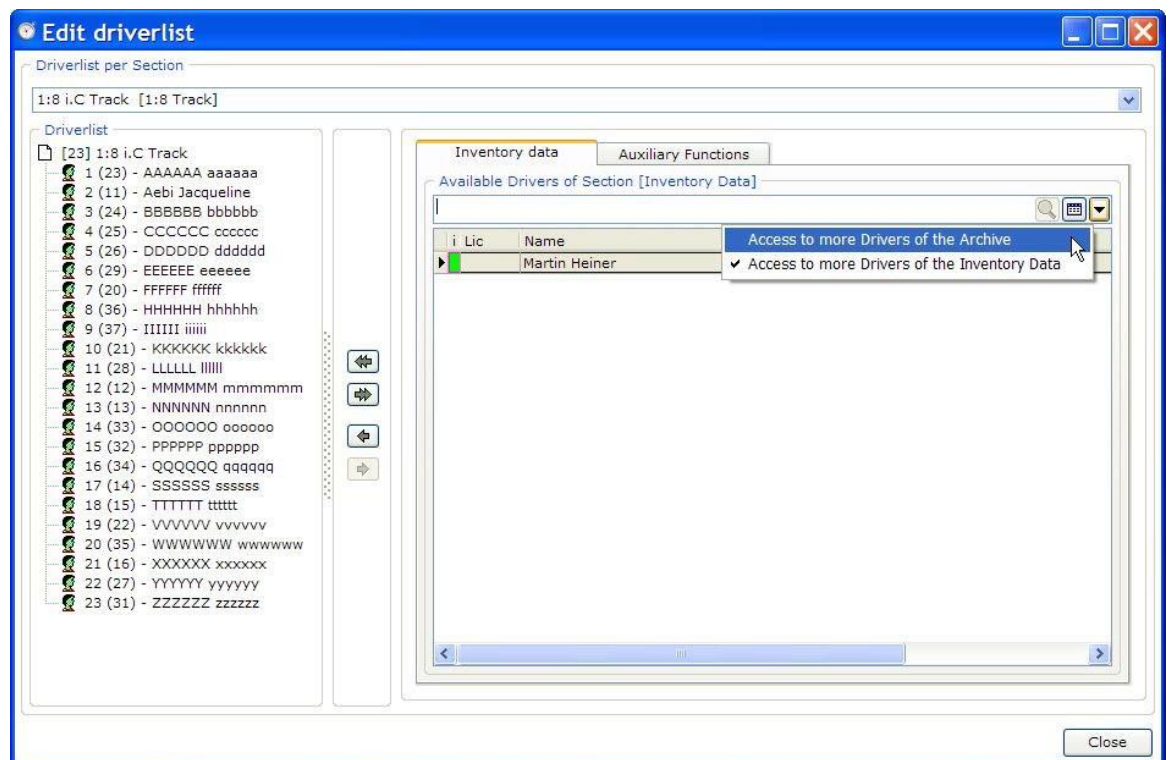 Edit driverlist
Driverlist per Section
1:8 i.C Track [1:8 Track]
Driverlist
[23] 1:8 i.C Track
1 (23) - AAAAAA aaaaaa
2 (11) - Aebi Jacqueline
3 (24) - BBBBBB bbbbbb
4 (25) - CCCCCC cccccc
5 (26) - DDDDDD dddddd
6 (29) - EEEEEE eeeeee
7 (20) - FFFFFF ffffff
8 (36) - HHHHHH hhhhhh
9 (37) - IIIIII iiiiii
10 (21) - KKKKKK kkkkkk
11 (28) - LLLLLL llllll
12 (12) - MMMMMM mmmmmm
13 (13) - NNNNNN nnnnnn
14 (33) - OOOOOO oooooo
15 (32) - PPPPPP pppppp
16 (34) - QQQQQQ qqqqqq
17 (14) - SSSSSS ssssss
18 (15) - TTTTTT tttttt
19 (22) - VVVVVV vvvvvv
20 (35) - WWWWWW wwwwww
21 (16) - XXXXXX xxxxxx
22 (27) - YYYYYY yyyyyy
23 (31) - ZZZZZZ zzzzzz
Inventory data
Auxiliary Functions
Available Drivers of Section [Inventory Data]
i Lic Name
Martin Heiner
Access to more Drivers of the Archive
Access to more Drivers of the Inventory Data
Close